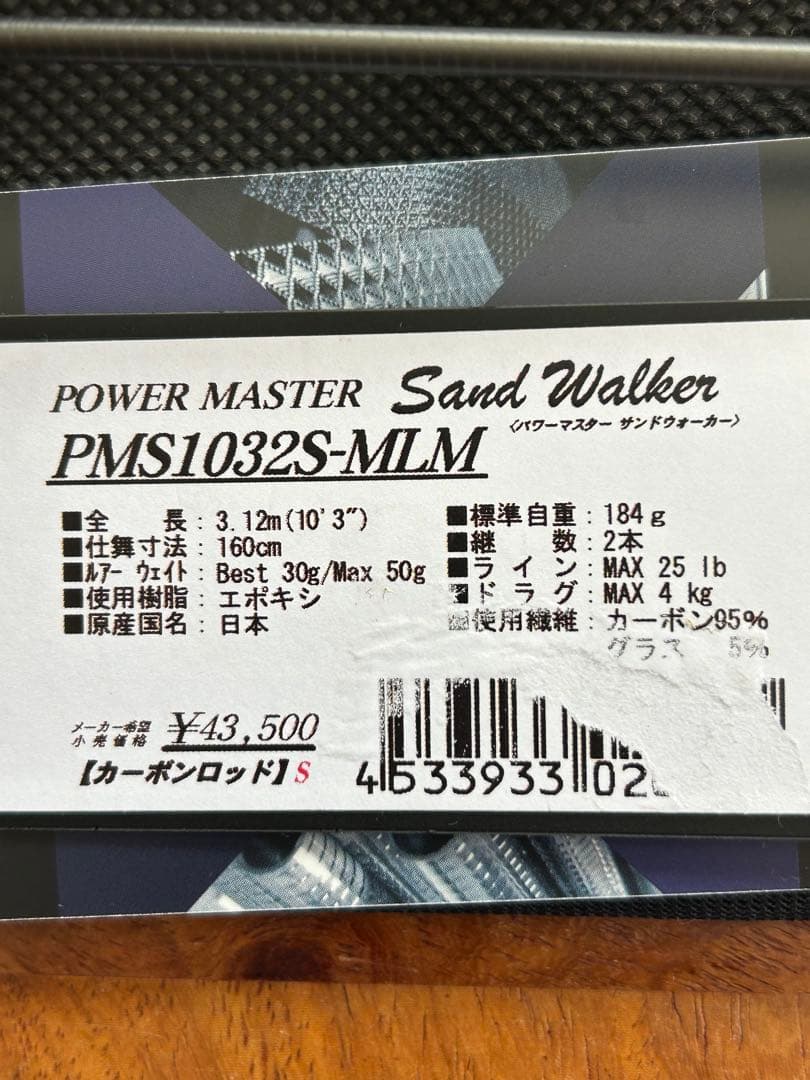 POWER MASTER Sand Walker
〈パワーマスター サンドウォーカー〉
PMS1032S-MLM
■全　　長：3.12m(10'3")
■仕舞寸法：160cm
■ﾙｱｰ ｳｪｲﾄ：Best 30g/Max 50g
■使用樹脂：エポキシ
■原産国名：日本
■標準自重：184g
■継　　数：2本
■ライン：MAX 25 lb
■ドラグ：MAX 4 kg
■使用繊維：カーボン95%
グラス 5%
メーカー希望
小売価格 ¥43,500
【カーボンロッド】S
4 533933 02